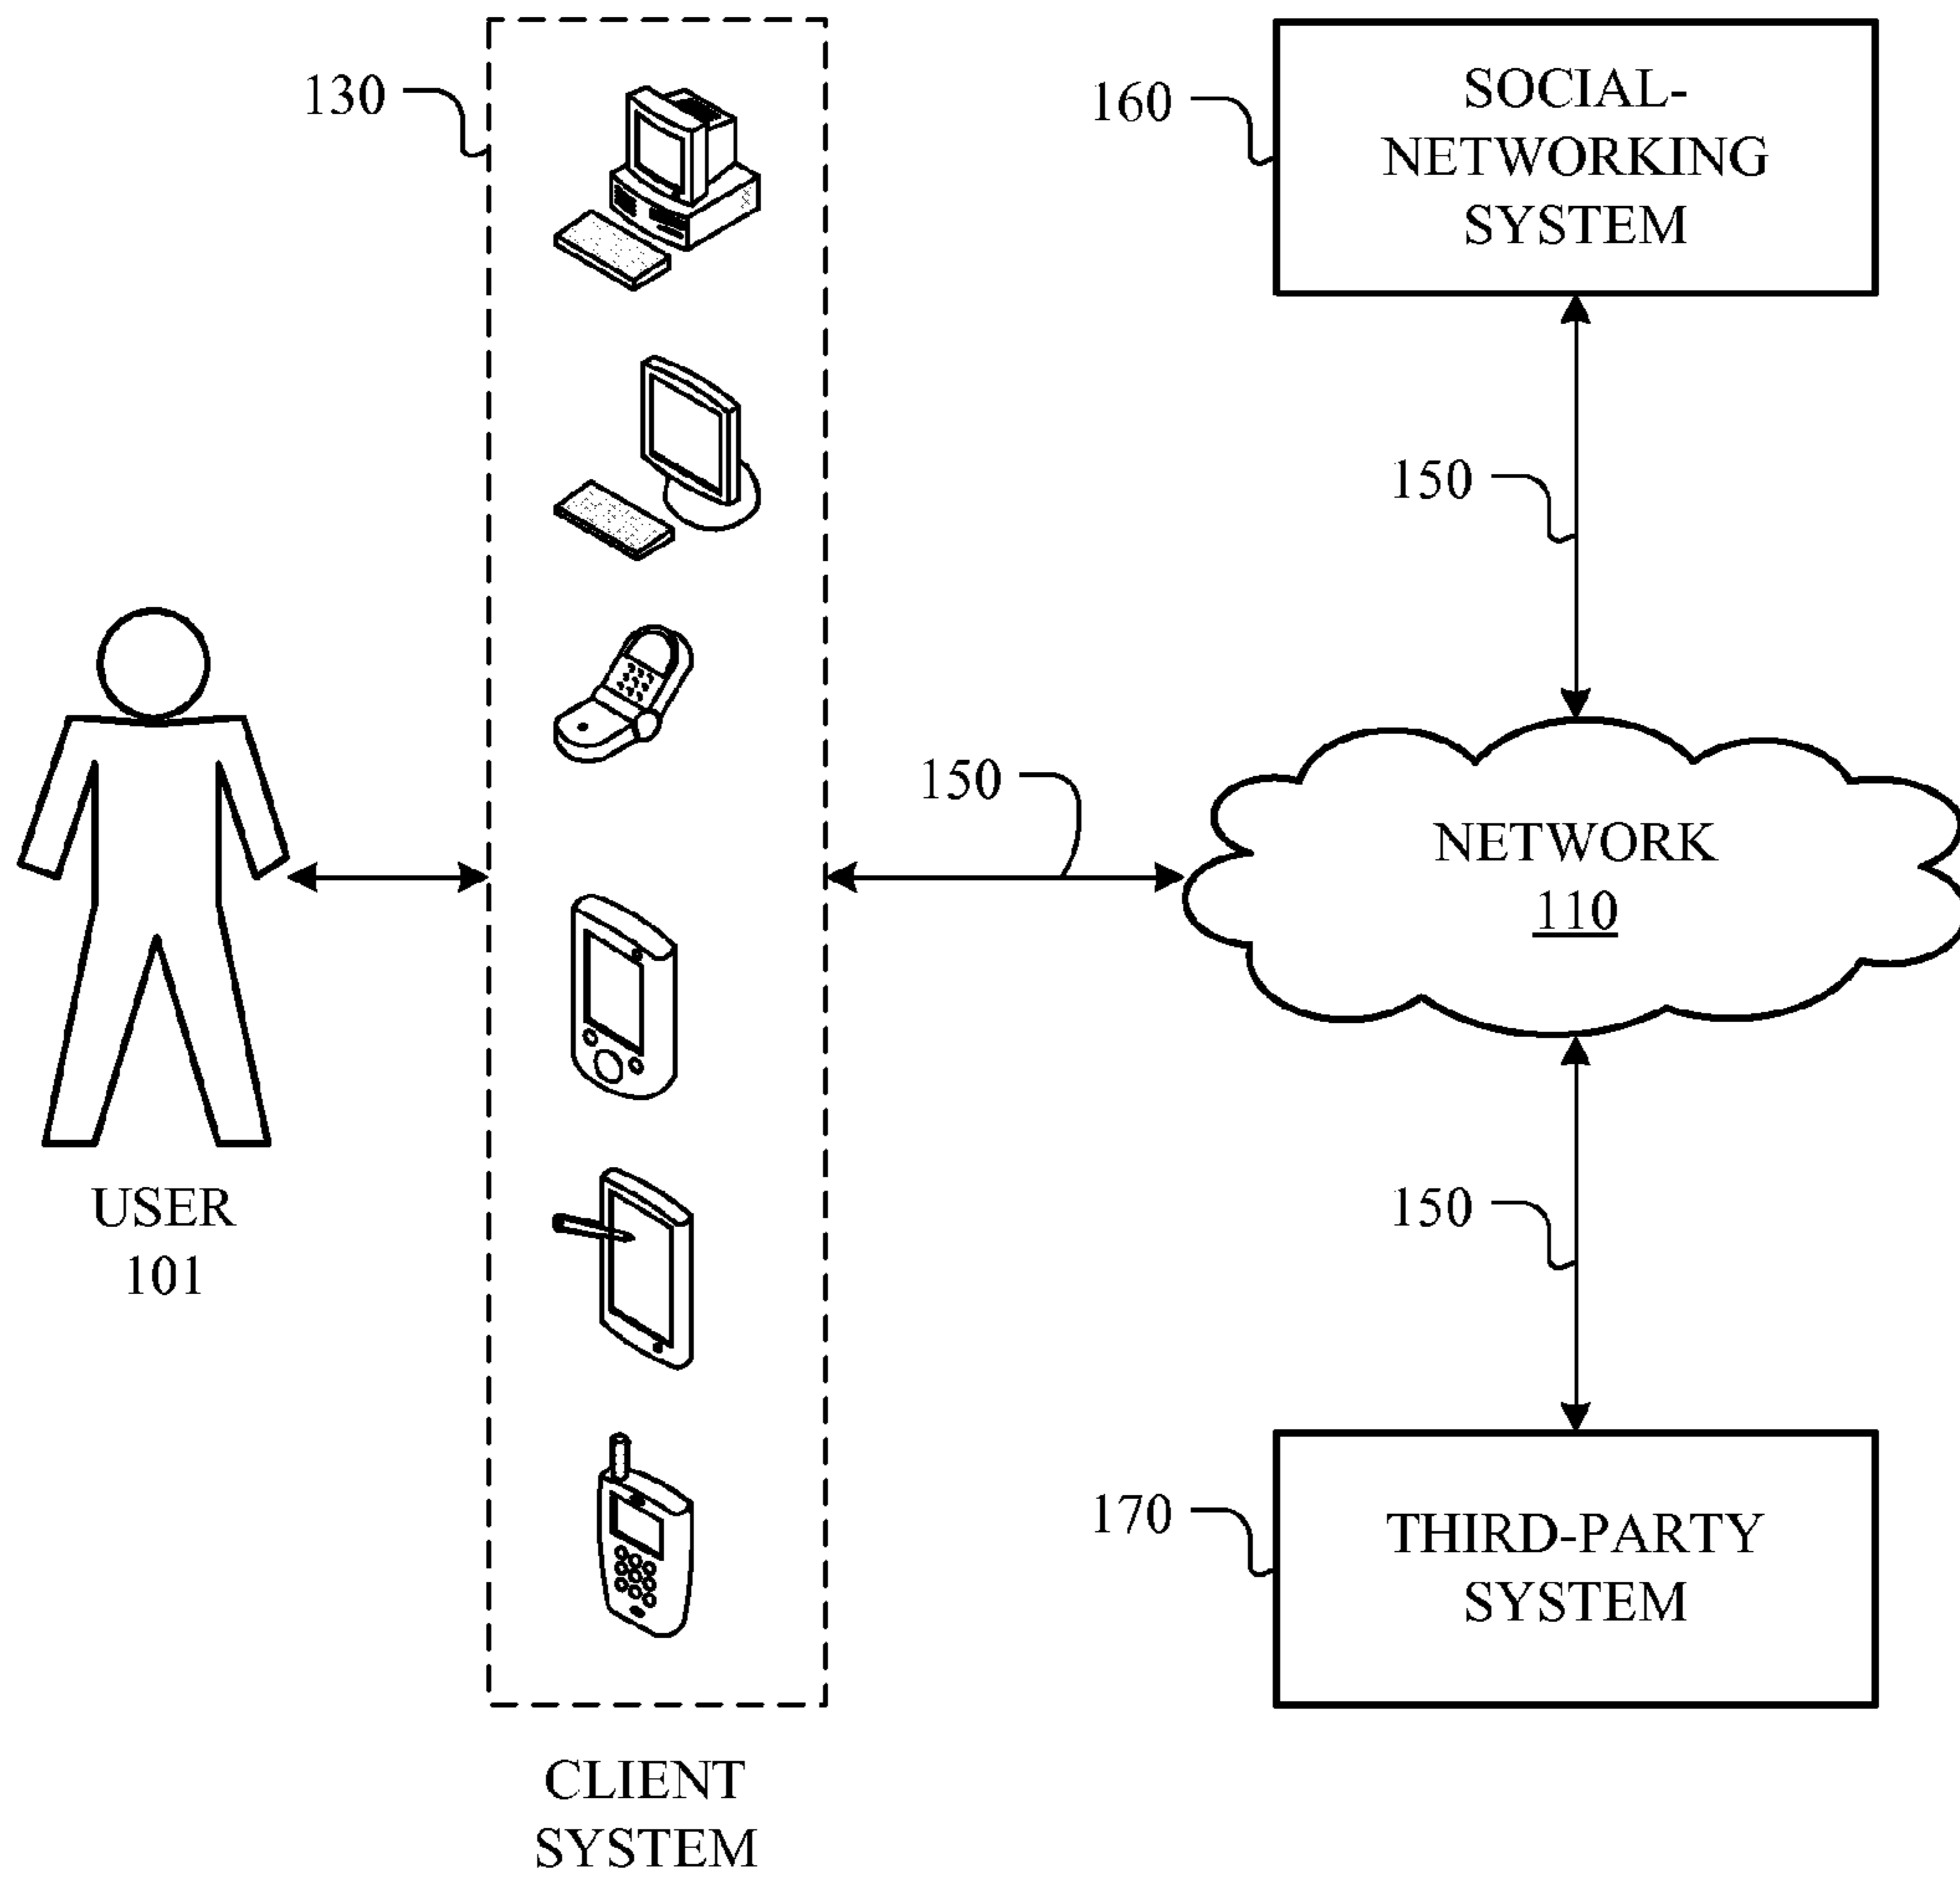 130
160
SOCIAL-
NETWORKING
SYSTEM
150
150
NETWORK
110
USER
101
150
170
THIRD-PARTY
SYSTEM
CLIENT
SYSTEM